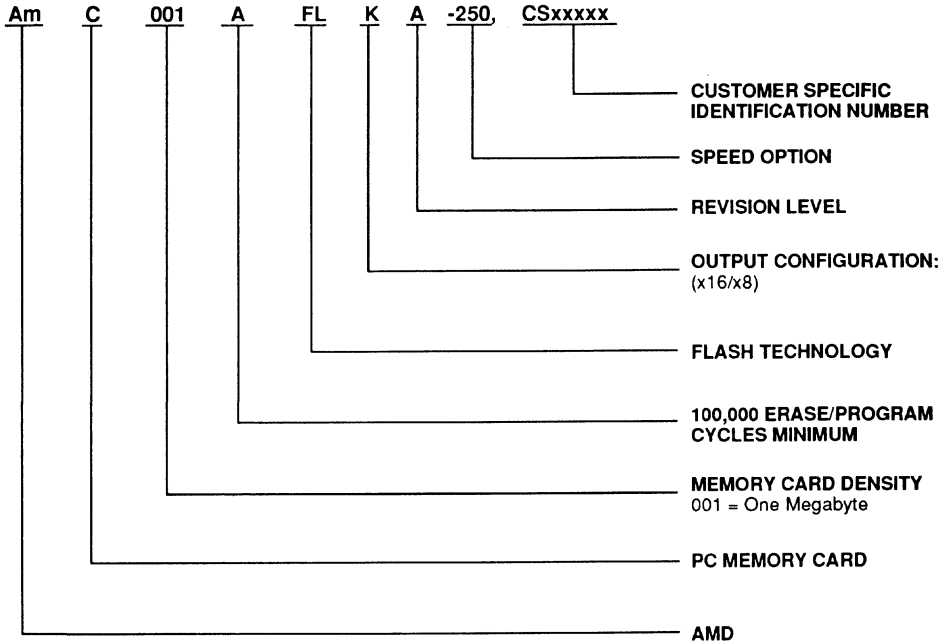 Am C 001 A FL K A -250, CSxxxxx
CUSTOMER SPECIFIC
IDENTIFICATION NUMBER
SPEED OPTION
REVISION LEVEL
OUTPUT CONFIGURATION:
(x16/x8)
FLASH TECHNOLOGY
100,000 ERASE/PROGRAM
CYCLES MINIMUM
MEMORY CARD DENSITY
001 = One Megabyte
PC MEMORY CARD
AMD